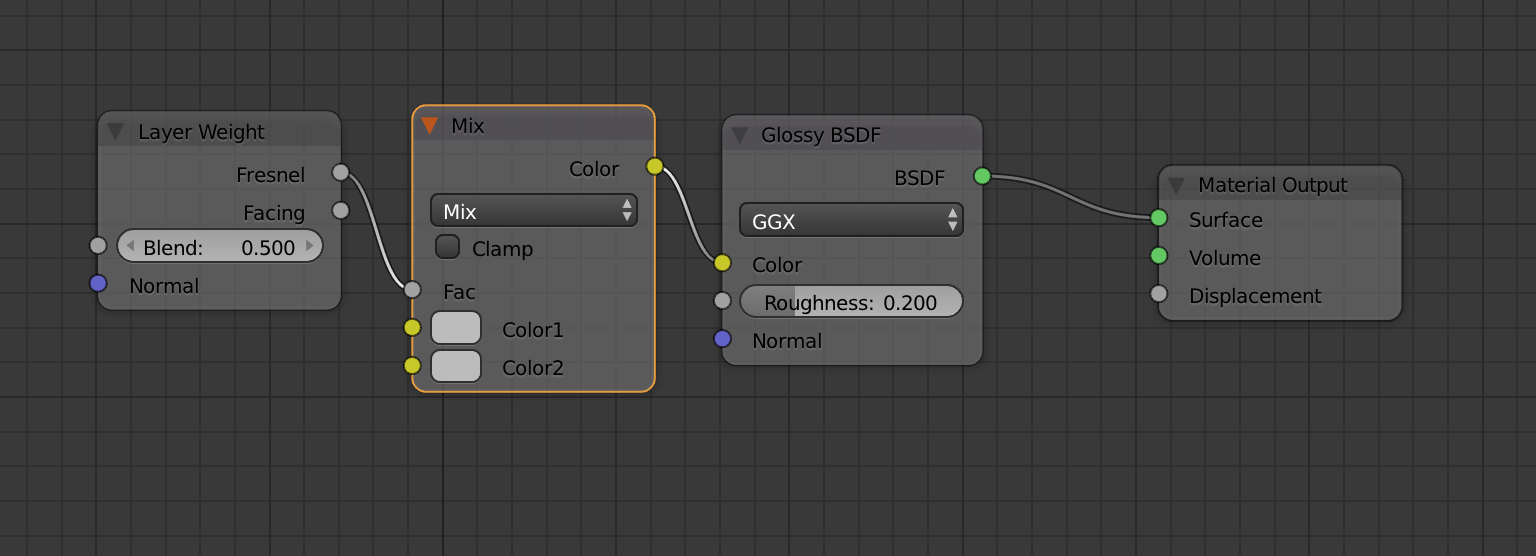 Layer Weight
Fresnel
Facing
Blend: 0.500
Normal
Mix
Color
Mix
Clamp
Fac
Color1
Color2
Glossy BSDF
BSDF
GGX
Color
Roughness: 0.200
Normal
Material Output
Surface
Volume
Displacement